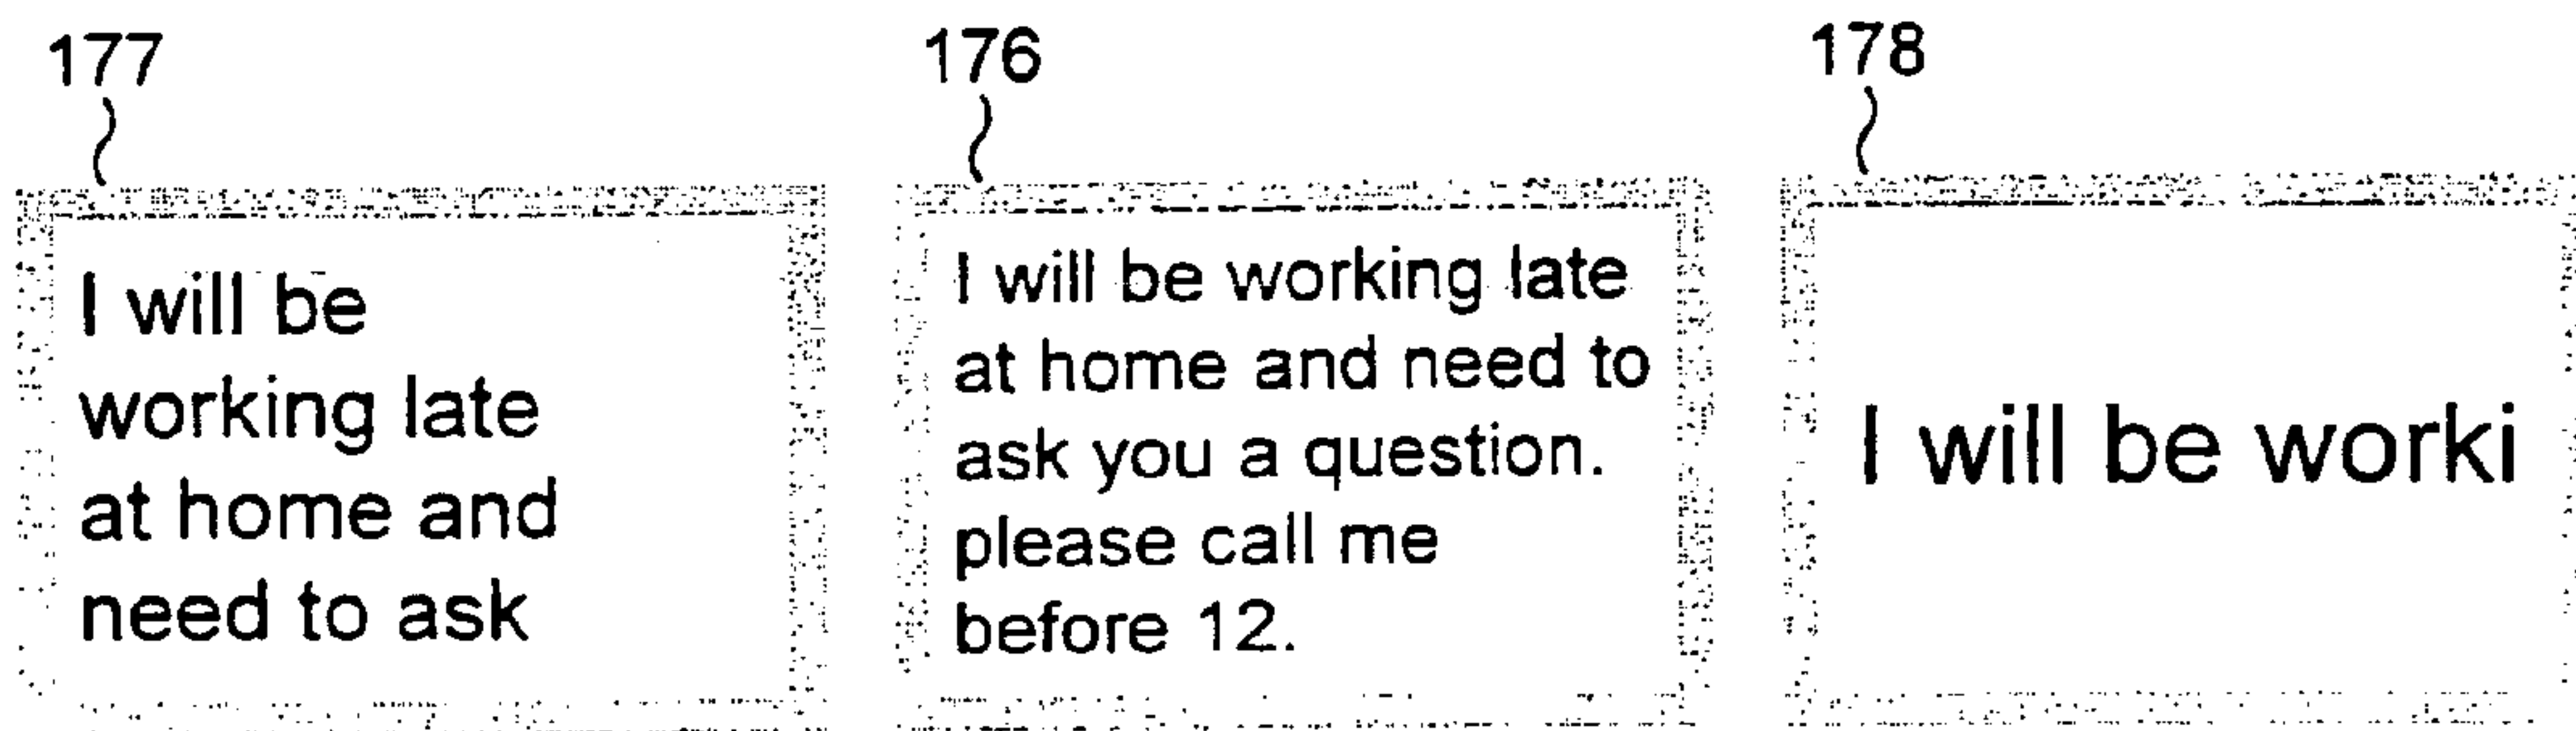 177
I will be
working late
at home and
need to ask
176
I will be working late
at home and need to
ask you a question.
please call me
before 12.
178
I will be worki